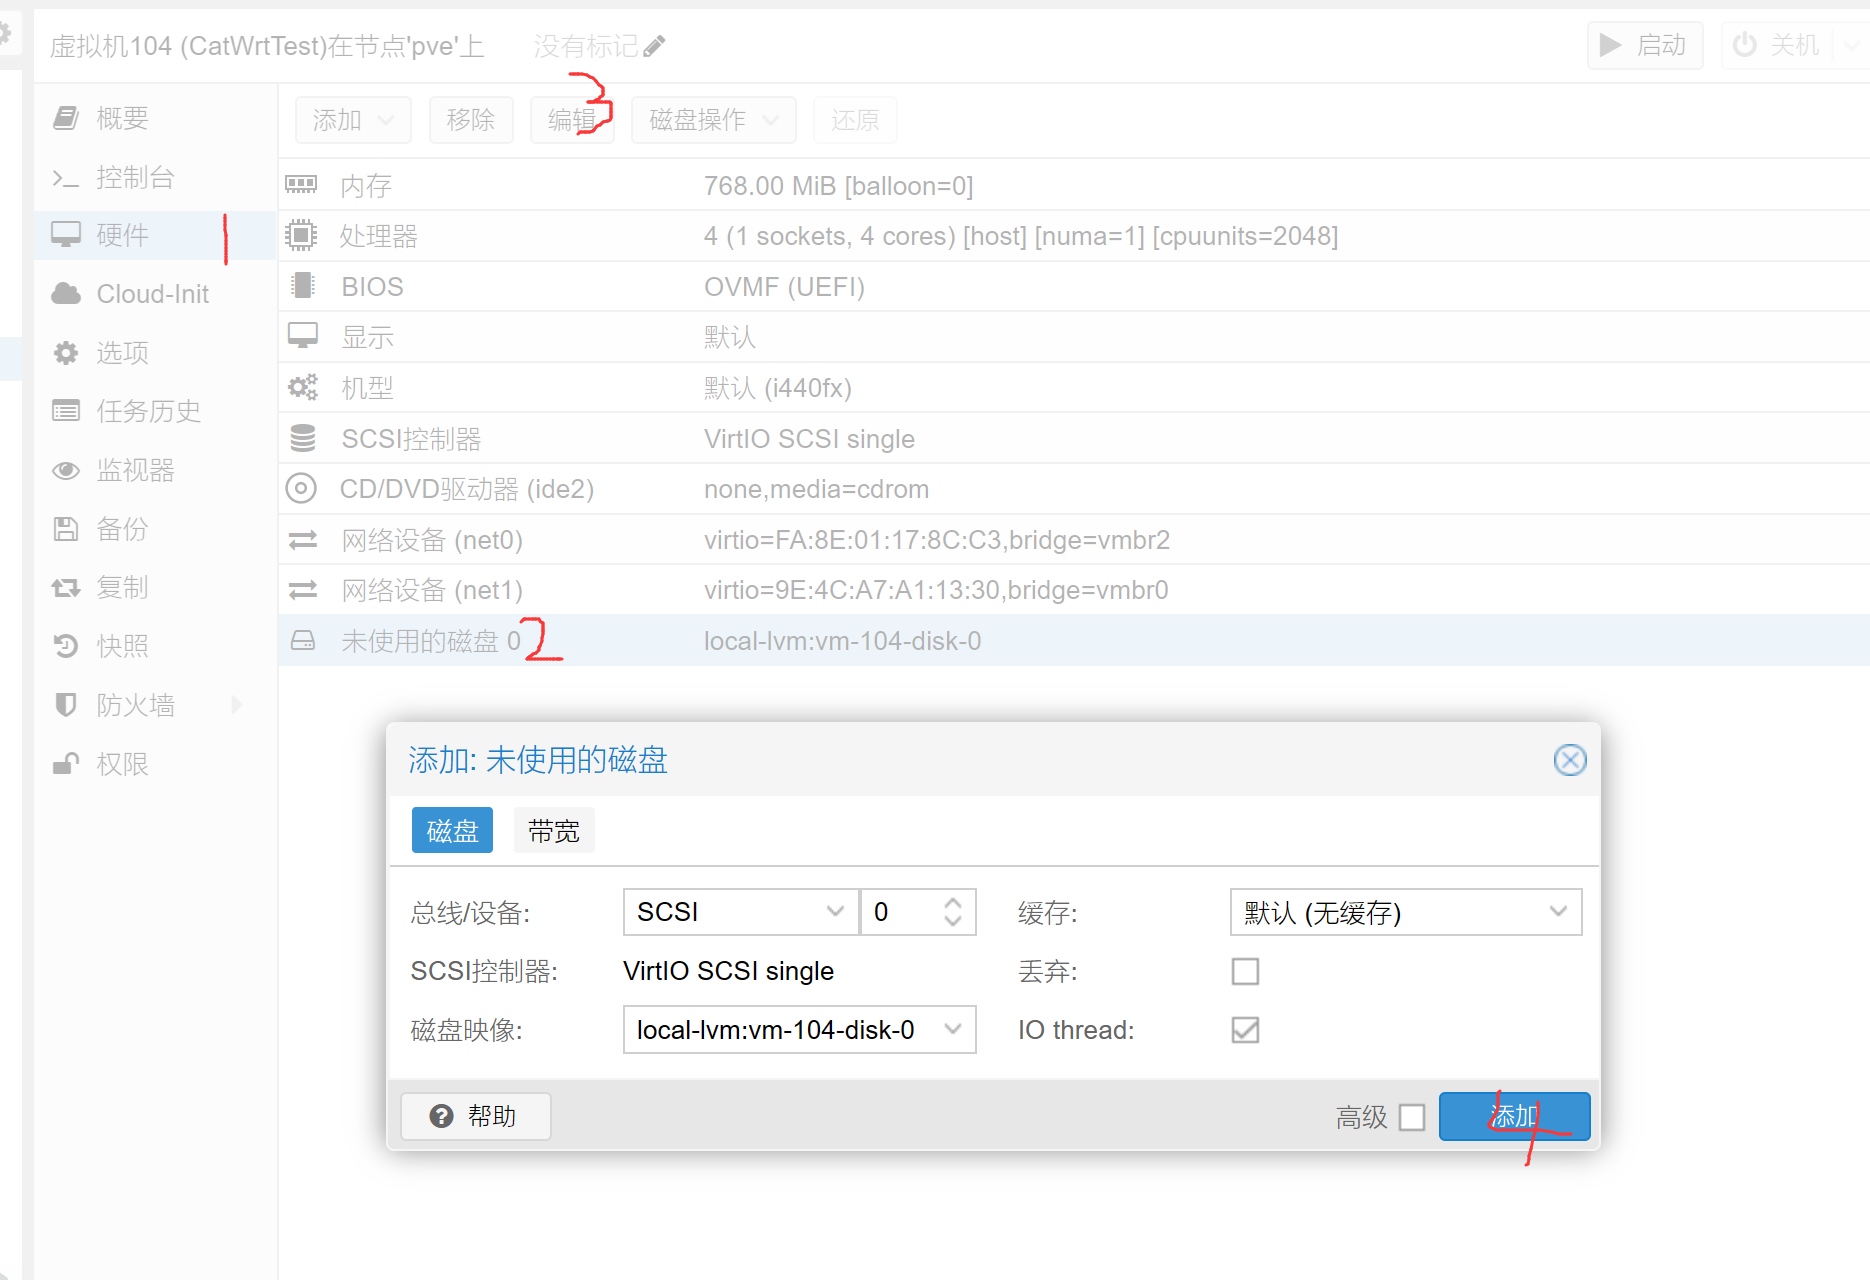 虚拟机104 (CatWrtTest)在节点'pve'上 没有标记 启动 关机
概要
控制台
硬件 1
Cloud-Init
选项
任务历史
监视器
备份
复制
快照
防火墙
权限
添加 移除 编辑 3 磁盘操作 还原
内存 768.00 MiB [balloon=0]
处理器 4 (1 sockets, 4 cores) [host] [numa=1] [cpuunits=2048]
BIOS OVMF (UEFI)
显示 默认
机型 默认 (i440fx)
SCSI控制器 VirtIO SCSI single
CD/DVD驱动器 (ide2) none,media=cdrom
网络设备 (net0) virtio=FA:8E:01:17:8C:C3,bridge=vmbr2
网络设备 (net1) virtio=9E:4C:A7:A1:13:30,bridge=vmbr0
未使用的磁盘 0 2 local-lvm:vm-104-disk-0
添加: 未使用的磁盘
磁盘 带宽
总线/设备: SCSI 0 缓存: 默认 (无缓存)
SCSI控制器: VirtIO SCSI single 丢弃:
磁盘映像: local-lvm:vm-104-disk-0 IO thread:
帮助 高级 添加 4